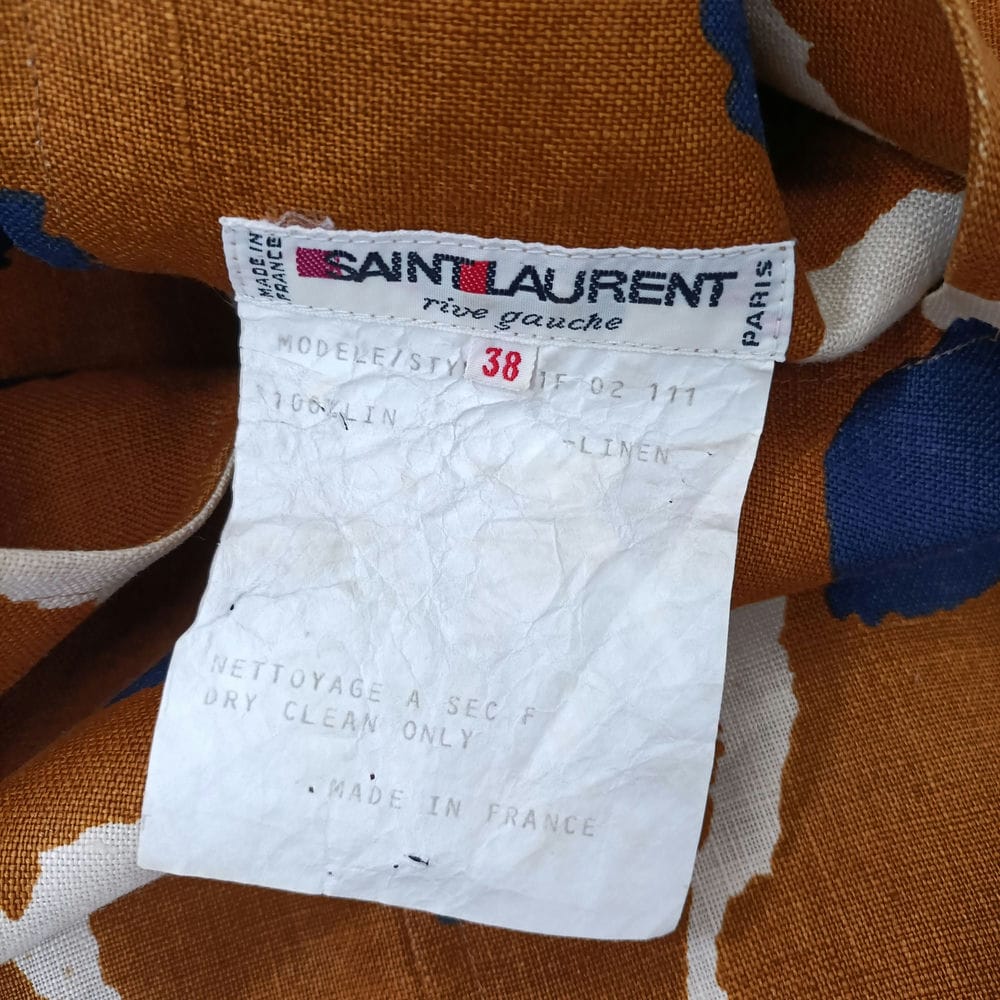 MADE IN
FRANCE
SAINT LAURENT
rive gauche
PARIS
38
MODELE/STY 1F 02 111
100%LIN
-LINEN
NETTOYAGE A SEC F
DRY CLEAN ONLY
MADE IN FRANCE